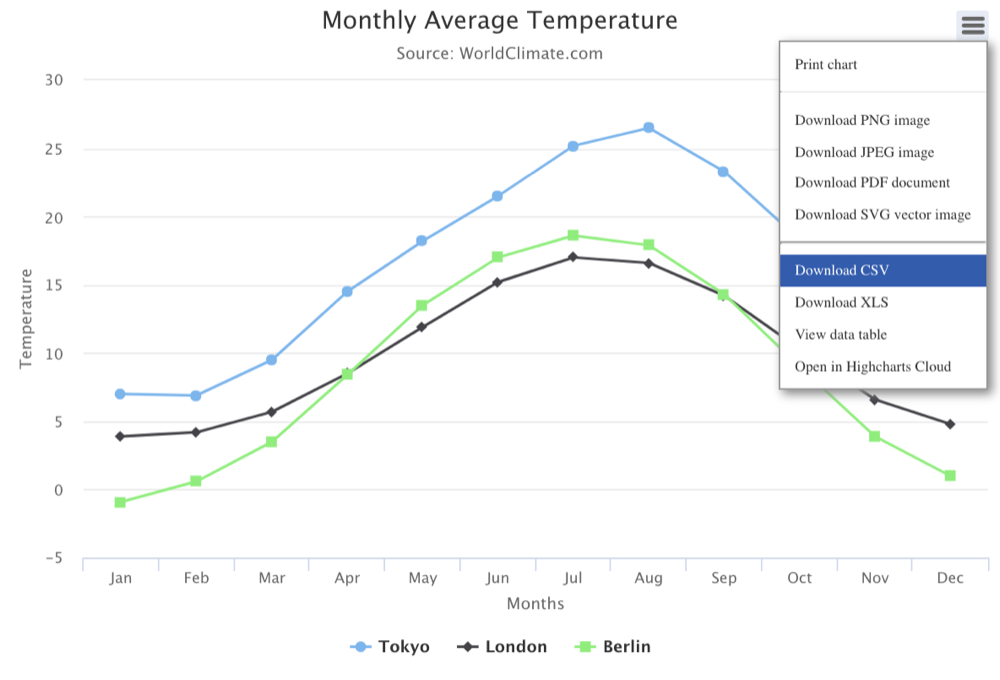 Monthly Average Temperature
Source: WorldClimate.com
Print chart
Download PNG image
Download JPEG image
Download PDF document
Download SVG vector image
Download CSV
Download XLS
View data table
Open in Highcharts Cloud
Temperature
30
25
20
15
10
5
0
−5
Jan Feb Mar Apr May Jun Jul Aug Sep Oct Nov Dec
Months
Tokyo London Berlin